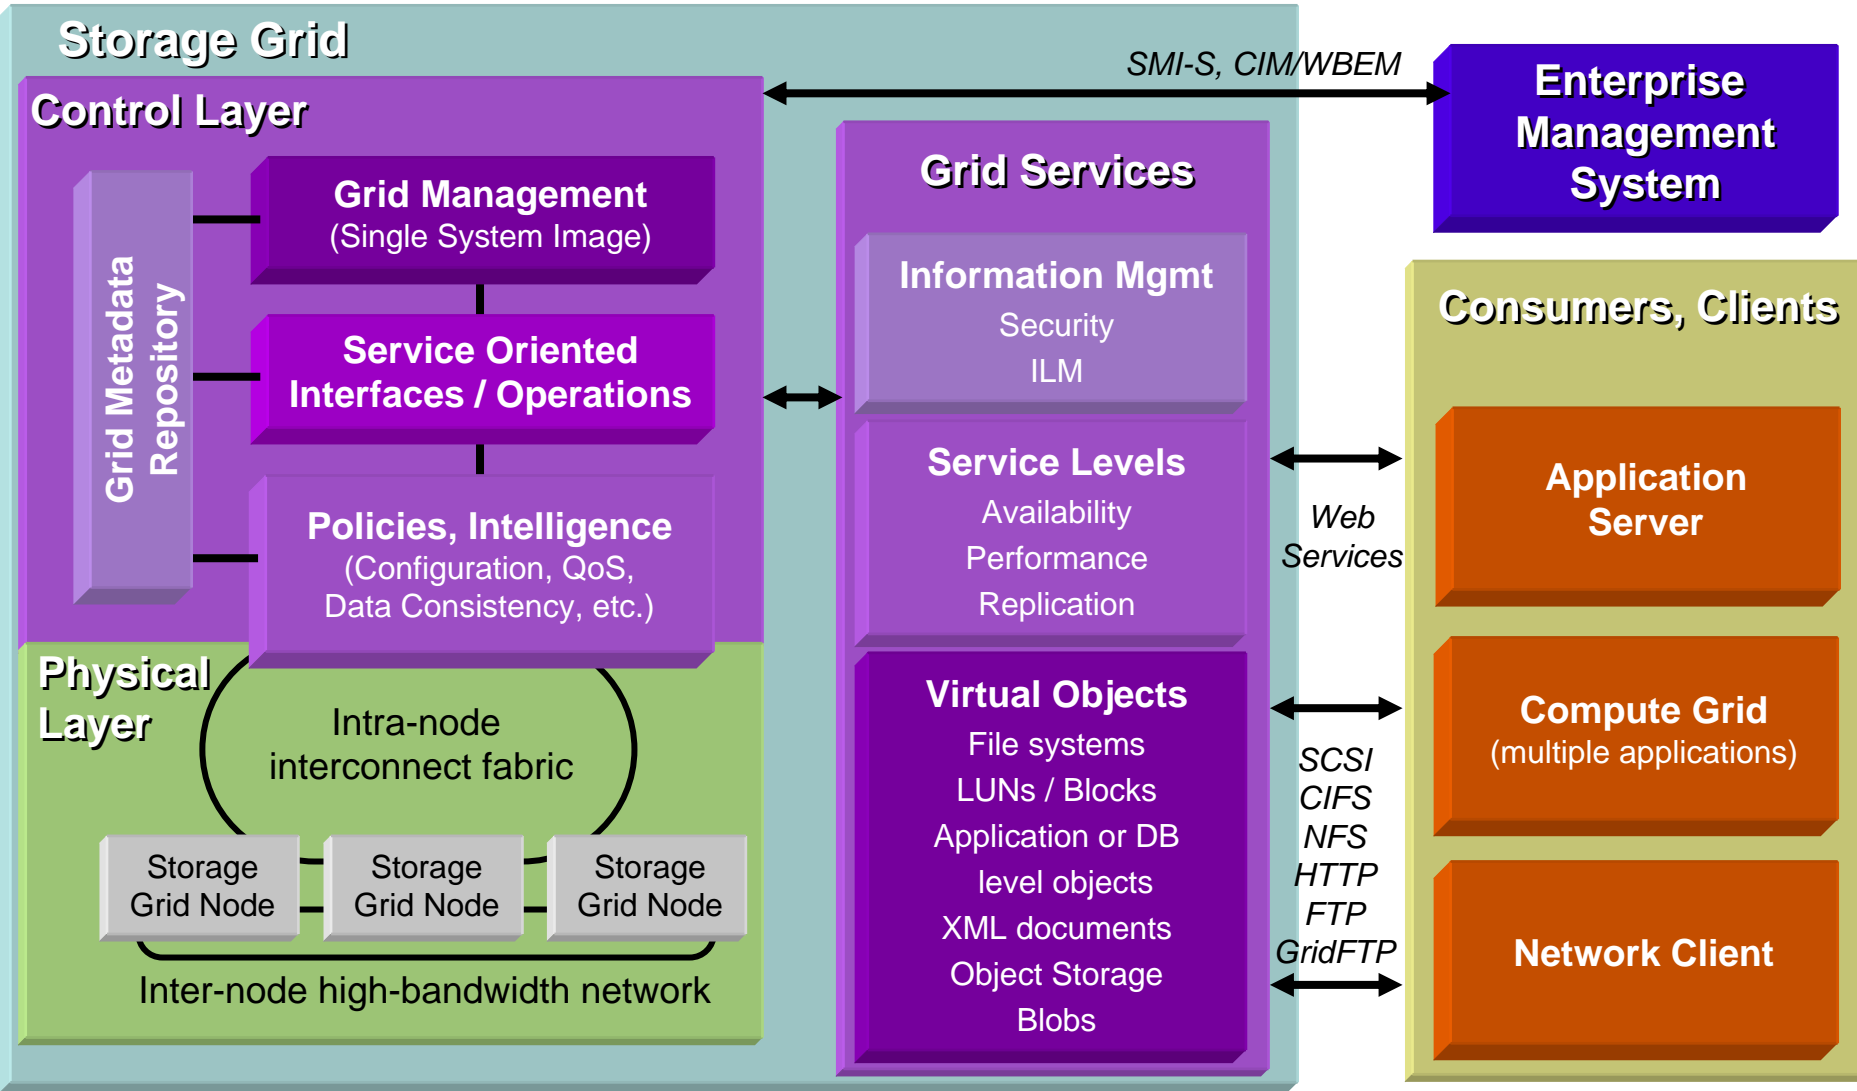 Storage Grid
Control Layer
Grid Metadata
Repository
Grid Management
(Single System Image)
Service Oriented
Interfaces / Operations
Policies, Intelligence
(Configuration, QoS,
Data Consistency, etc.)
Physical
Layer
Intra-node
interconnect fabric
Storage
Grid Node
Storage
Grid Node
Storage
Grid Node
Inter-node high-bandwidth network
Grid Services
Information Mgmt
Security
ILM
Service Levels
Availability
Performance
Replication
Virtual Objects
File systems
LUNs / Blocks
Application or DB
level objects
XML documents
Object Storage
Blobs
SMI-S, CIM/WBEM
Web
Services
SCSI
CIFS
NFS
HTTP
FTP
GridFTP
Enterprise
Management
System
Consumers, Clients
Application
Server
Compute Grid
(multiple applications)
Network Client